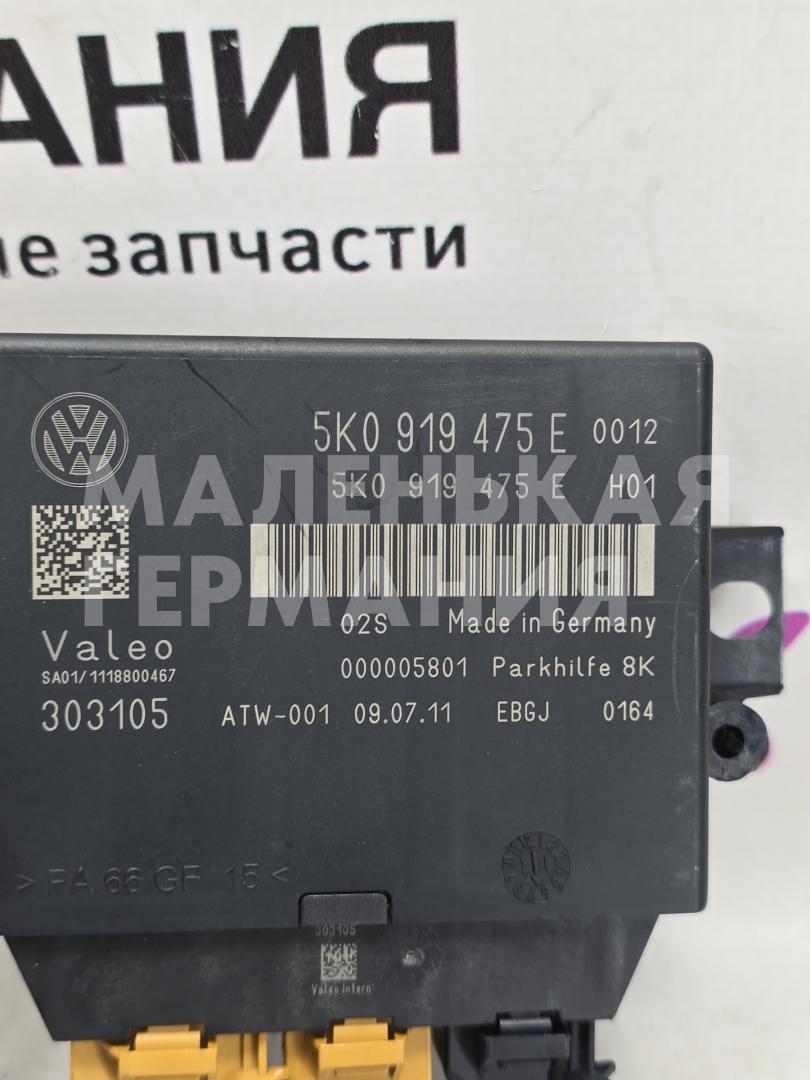 АНИЯ
е запчасти
5K0 919 475 E 0012
5K0 919 475 E H01
МАЛЕНЬКАЯ
ГЕРМАНИЯ
02S Made in Germany
Valeo
SA01/1118800467
000005801 Parkhilfe 8K
303105
ATW-001 09.07.11 EBGJ 0164
>PA 66 GF 15<
303105
Valeo Intern